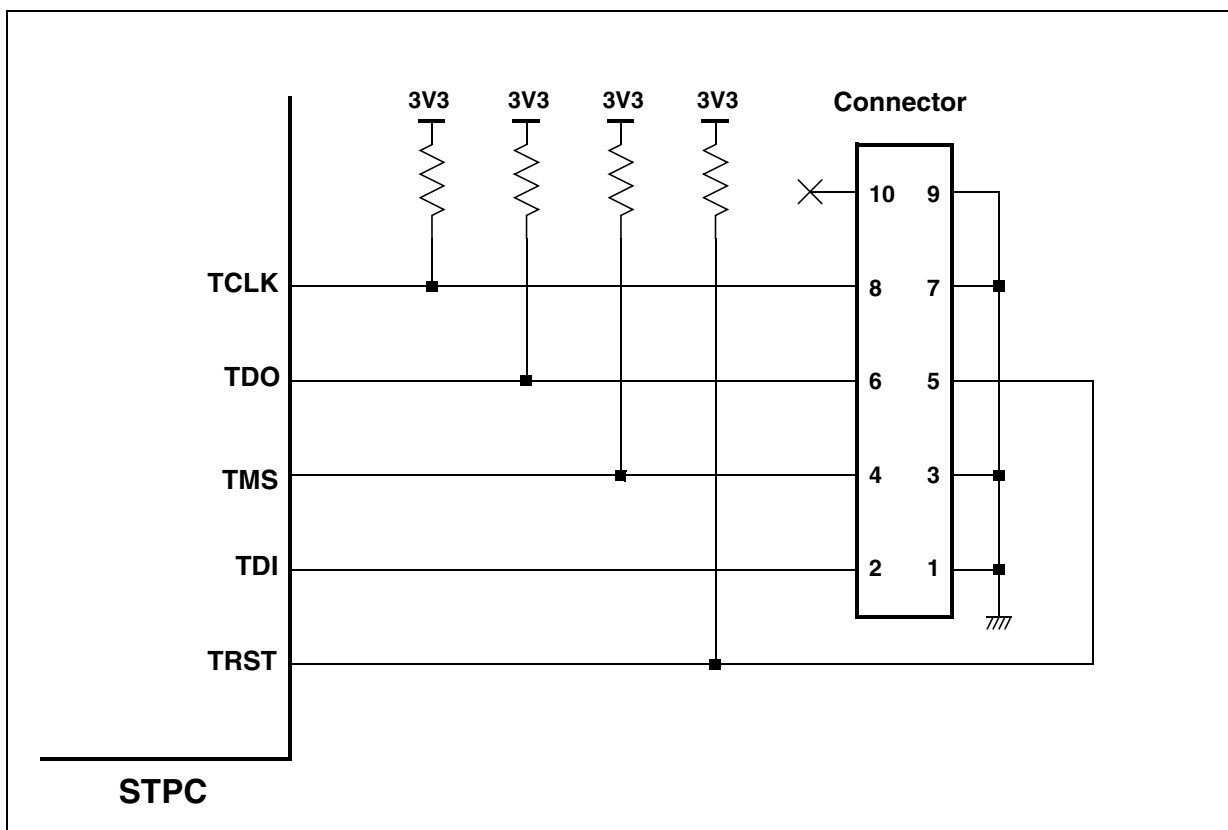 3V3 3V3 3V3 3V3 Connector
10 9
TCLK 8 7
TDO 6 5
TMS 4 3
TDI 2 1
TRST
STPC